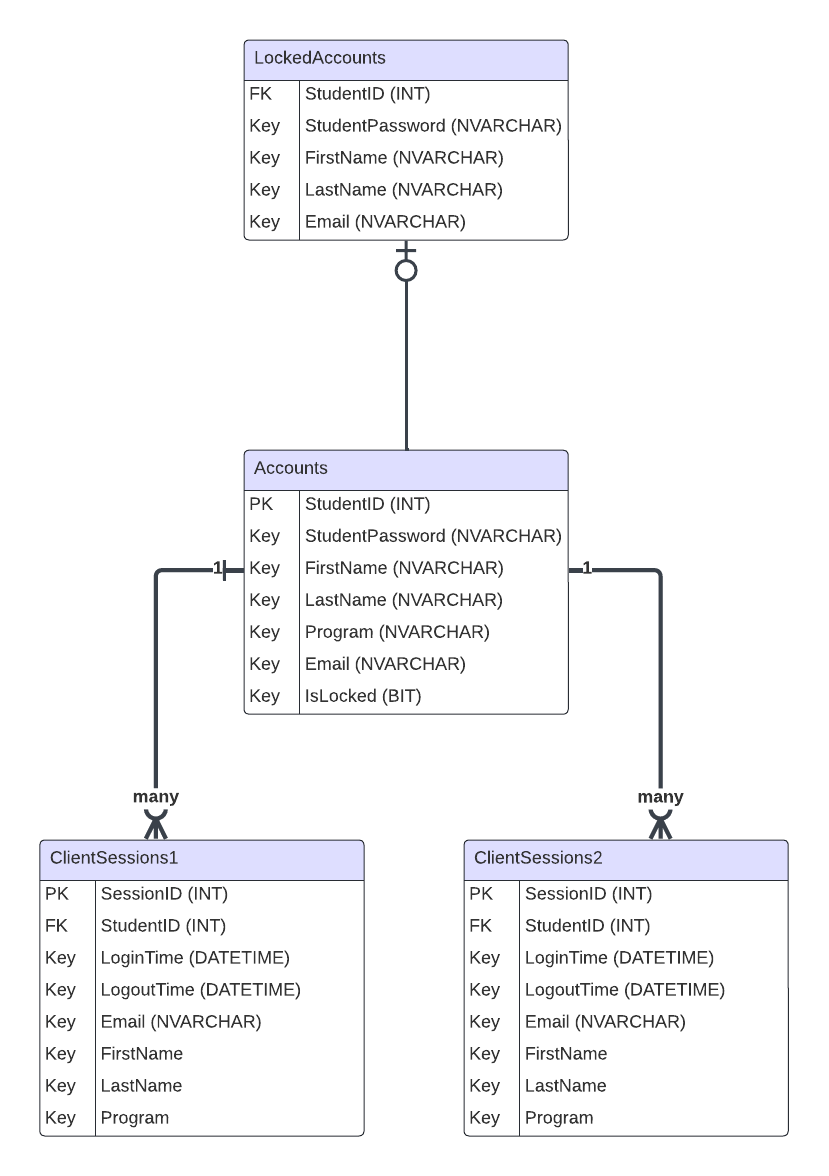 LockedAccounts
FK StudentID (INT)
Key StudentPassword (NVARCHAR)
Key FirstName (NVARCHAR)
Key LastName (NVARCHAR)
Key Email (NVARCHAR)
Accounts
PK StudentID (INT)
Key StudentPassword (NVARCHAR)
Key FirstName (NVARCHAR)
Key LastName (NVARCHAR)
Key Program (NVARCHAR)
Key Email (NVARCHAR)
Key IsLocked (BIT)
1
1
many
many
ClientSessions1
PK SessionID (INT)
FK StudentID (INT)
Key LoginTime (DATETIME)
Key LogoutTime (DATETIME)
Key Email (NVARCHAR)
Key FirstName
Key LastName
Key Program
ClientSessions2
PK SessionID (INT)
FK StudentID (INT)
Key LoginTime (DATETIME)
Key LogoutTime (DATETIME)
Key Email (NVARCHAR)
Key FirstName
Key LastName
Key Program